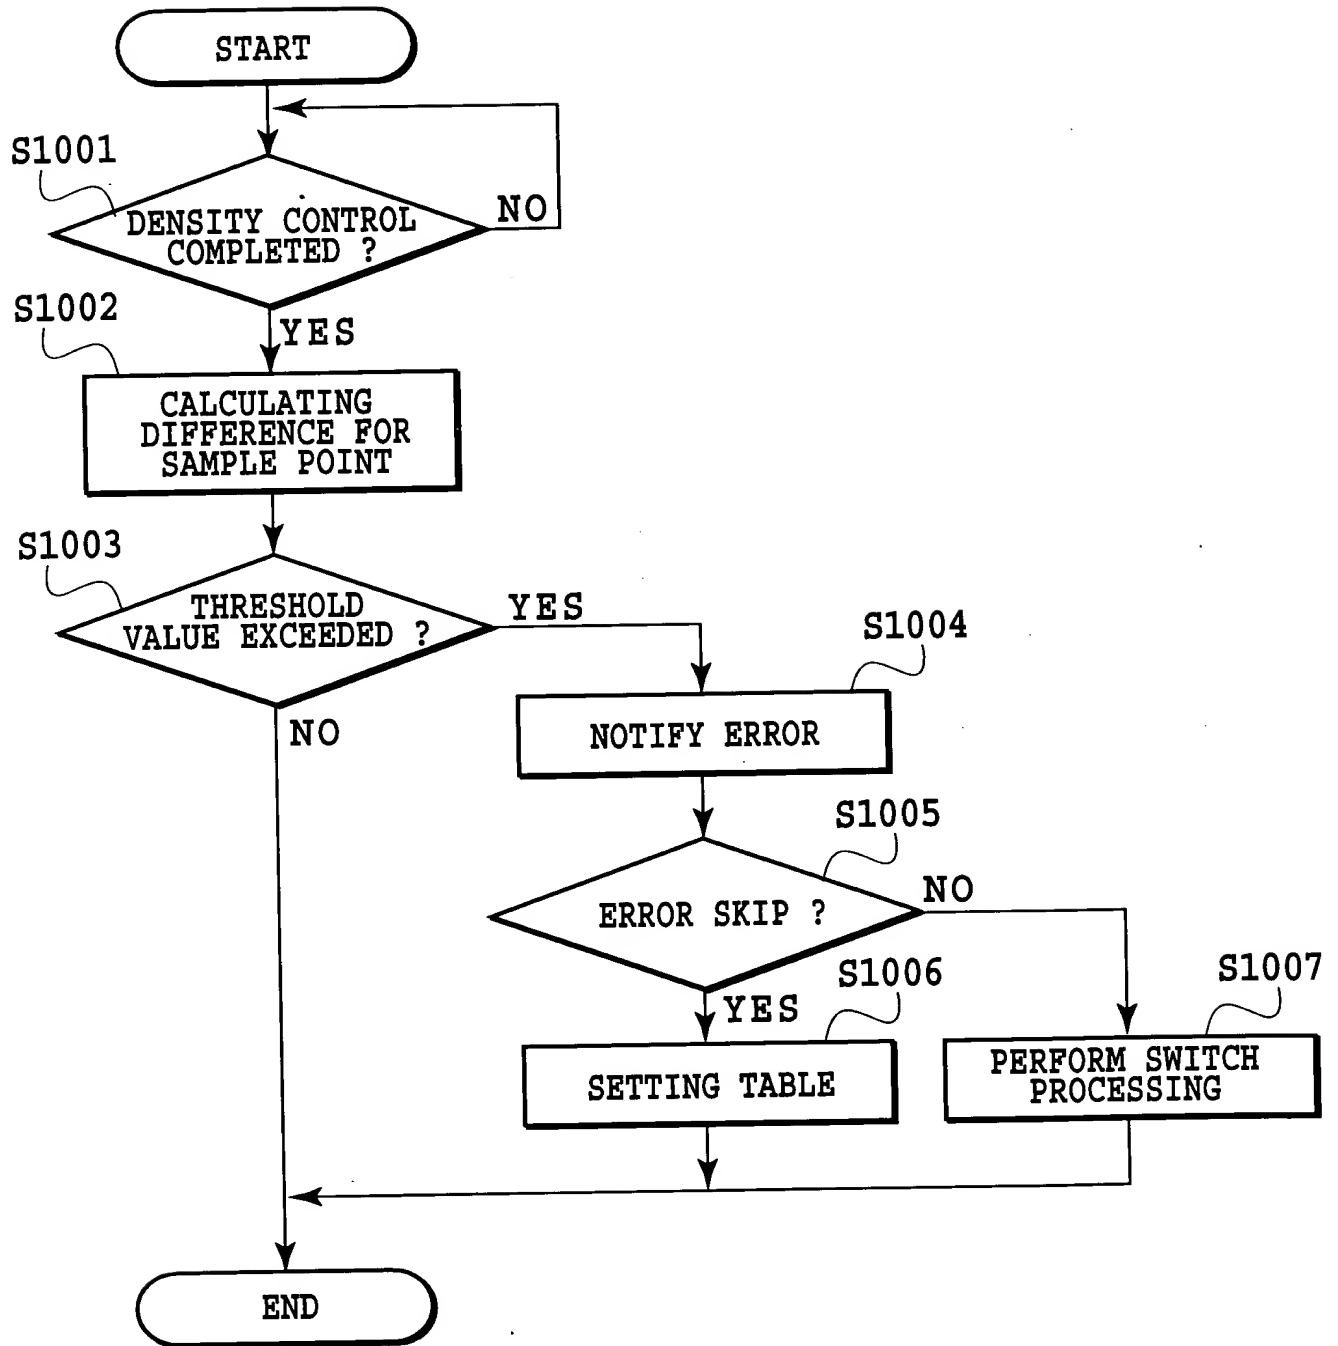 START
S1001
DENSITY CONTROL
COMPLETED ?
NO
S1002
YES
CALCULATING
DIFFERENCE FOR
SAMPLE POINT
S1003
THRESHOLD
VALUE EXCEEDED ?
YES
NO
S1004
NOTIFY ERROR
S1005
ERROR SKIP ?
NO
YES
S1006
SETTING TABLE
S1007
PERFORM SWITCH
PROCESSING
END